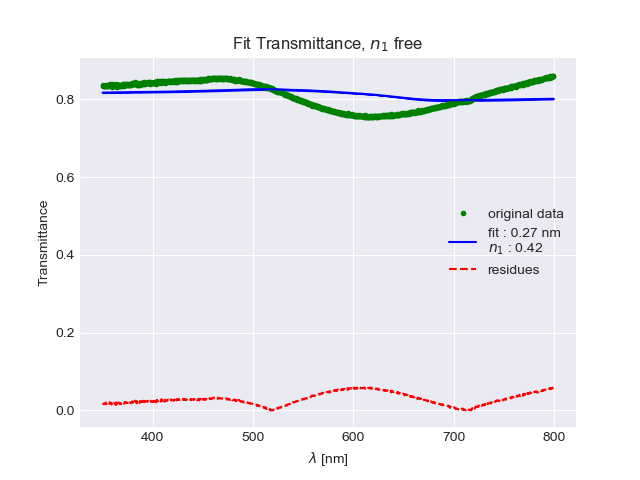 Fit Transmittance, n₁ free
0.8
0.6
0.4
0.2
0.0
Transmittance
original data
fit : 0.27 nm
n₁ : 0.42
residues
400 500 600 700 800
λ [nm]